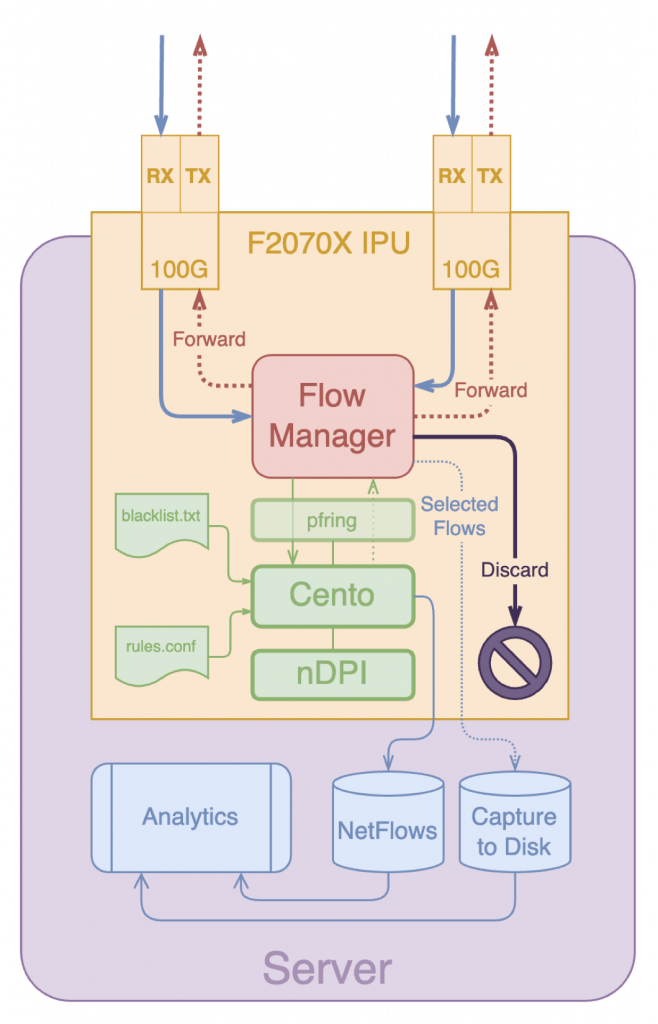 RX TX
RX TX
F2070X IPU
100G
100G
Forward
Forward
Flow
Manager
blacklist.txt
pfring
Selected
Flows
Cento
Discard
rules.conf
nDPI
Analytics
NetFlows
Capture
to Disk
Server